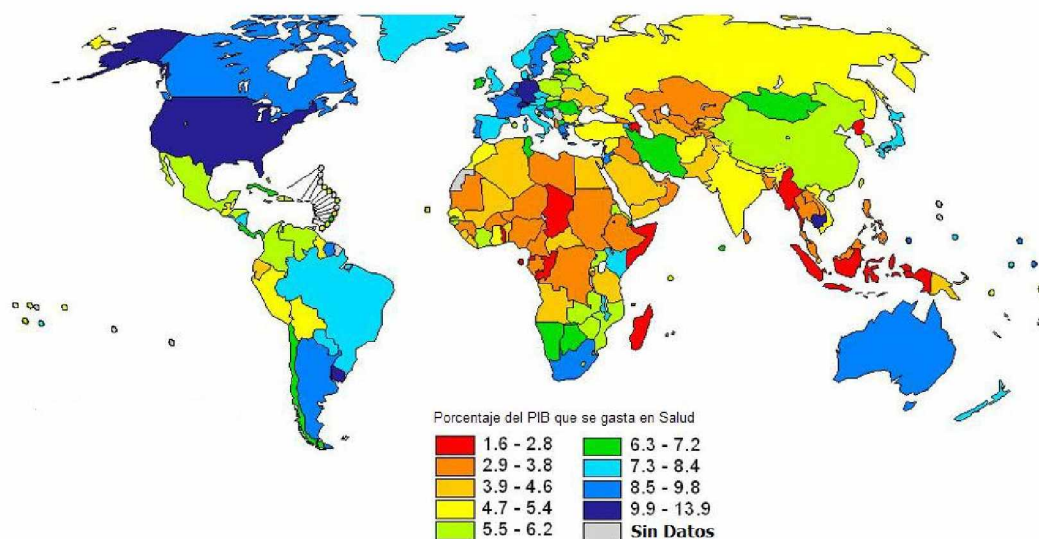 Porcentaje del PIB que se gasta en Salud
1.6 - 2.8
2.9 - 3.8
3.9 - 4.6
4.7 - 5.4
5.5 - 6.2
6.3 - 7.2
7.3 - 8.4
8.5 - 9.8
9.9 - 13.9
Sin Datos